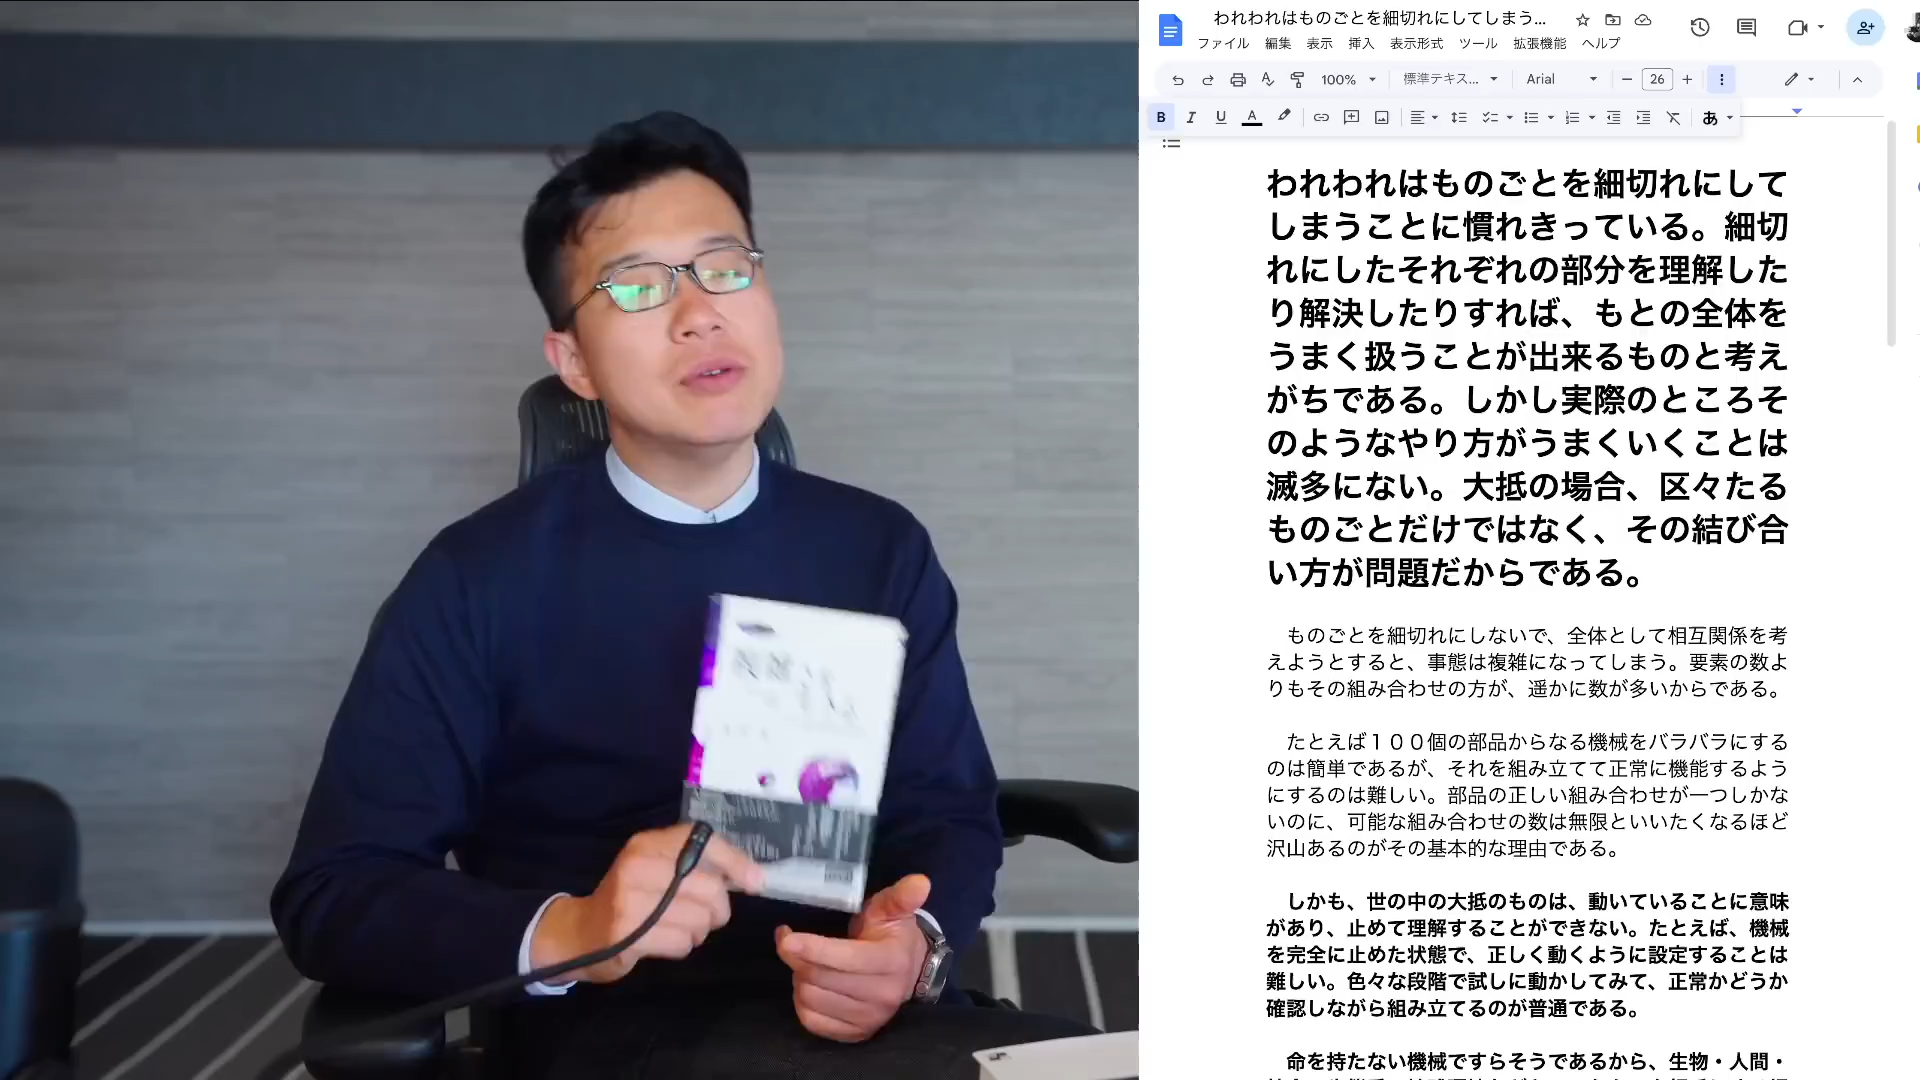 われわれはものごとを細切れにしてしまう...
ファイル 編集 表示 挿入 表示形式 ツール 拡張機能 ヘルプ
100% 標準テキス... Arial 26
B I U A あ
われわれはものごとを細切れにして
しまうことに慣れきっている。細切
れにしたそれぞれの部分を理解した
り解決したりすれば、もとの全体を
うまく扱うことが出来るものと考え
がちである。しかし実際のところそ
のようなやり方がうまくいくことは
滅多にない。大抵の場合、区々たる
ものごとだけではなく、その結び合
い方が問題だからである。
ものごとを細切れにしないで、全体として相互関係を考
えようとすると、事態は複雑になってしまう。要素の数よ
りもその組み合わせの方が、遥かに数が多いからである。
たとえば１００個の部品からなる機械をバラバラにする
のは簡単であるが、それを組み立てて正常に機能するよう
にするのは難しい。部品の正しい組み合わせが一つしかな
いのに、可能な組み合わせの数は無限といいたくなるほど
沢山あるのがその基本的な理由である。
しかも、世の中の大抵のものは、動いていることに意味
があり、止めて理解することができない。たとえば、機械
を完全に止めた状態で、正しく動くように設定することは
難しい。色々な段階で試しに動かしてみて、正常かどうか
確認しながら組み立てるのが普通である。
命を持たない機械ですらそうであるから、生物・人間・